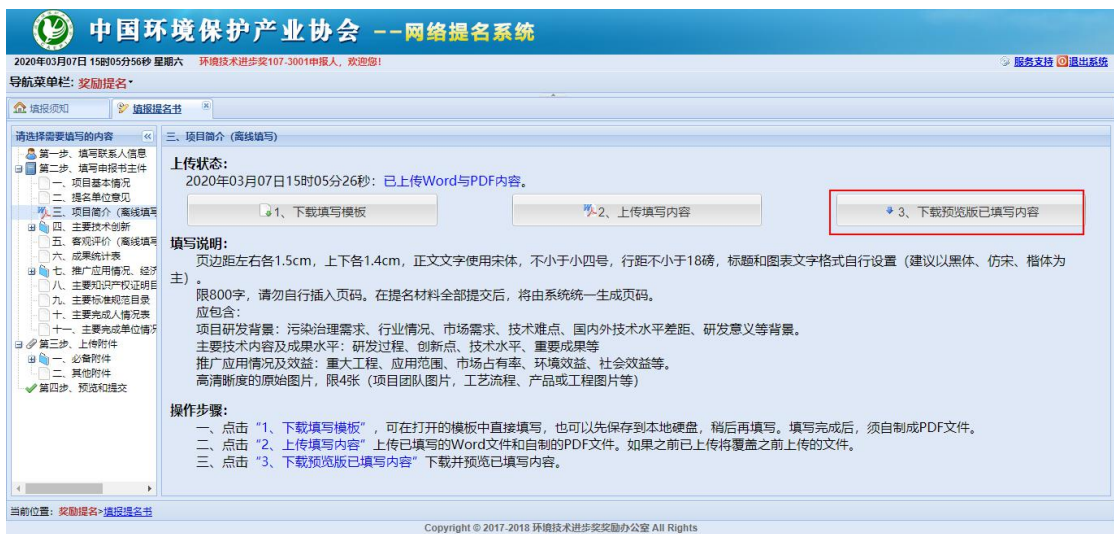 中国环境保护产业协会 --网络提名系统
2020年03月07日 15时05分56秒 星期六 环境技术进步奖107-3001申报人，欢迎您!
服务支持 退出系统
导航菜单栏: 奖励提名
填报须知 填报提名书
请选择需要填写的内容
第一步、填写联系人信息
第二步、填写申报书主件
一、项目基本情况
二、提名单位意见
三、项目简介（离线填写
四、主要技术创新
五、客观评价（离线填写
六、成果统计表
七、推广应用情况、经济
八、主要知识产权证明目
九、主要标准规范目录
十、主要完成人情况表
十一、主要完成单位情况
第三步、上传附件
一、必备附件
二、其他附件
第四步、预览和提交
三、项目简介（离线填写）
上传状态：
2020年03月07日15时05分26秒：已上传Word与PDF内容。
1、下载填写模板
2、上传填写内容
3、下载预览版已填写内容
填写说明：
页边距左右各1.5cm，上下各1.4cm，正文文字使用宋体，不小于小四号，行距不小于18磅，标题和图表文字格式自行设置（建议以黑体、仿宋、楷体为
主）。
限800字，请勿自行插入页码。在提名材料全部提交后，将由系统统一生成页码。
应包含：
项目研发背景：污染治理需求、行业情况、市场需求、技术难点、国内外技术水平差距、研发意义等背景。
主要技术内容及成果水平：研发过程、创新点、技术水平、重要成果等
推广应用情况及效益：重大工程、应用范围、市场占有率、环境效益、社会效益等。
高清晰度的原始图片，限4张（项目团队图片，工艺流程、产品或工程图片等）
操作步骤：
一、点击“1、下载填写模板”，可在打开的模板中直接填写，也可以先保存到本地硬盘，稍后再填写。填写完成后，须自制成PDF文件。
二、点击“2、上传填写内容”上传已填写的Word文件和自制的PDF文件。如果之前已上传将覆盖之前上传的文件。
三、点击“3、下载预览版已填写内容”下载并预览已填写内容。
当前位置：奖励提名>填报提名书
Copyright © 2017-2018 环境技术进步奖奖励办公室 All Rights